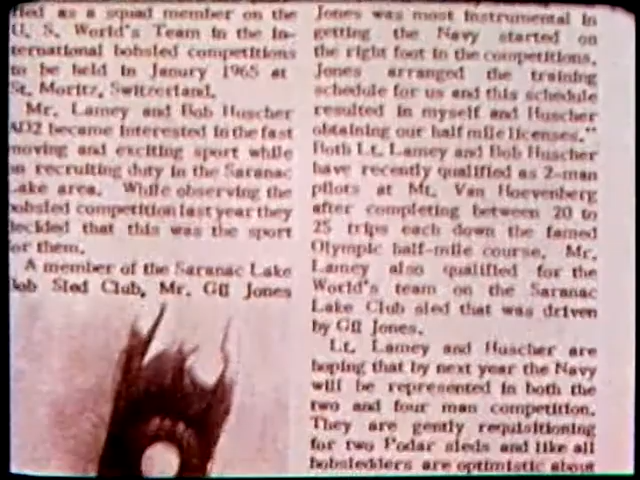 fied as a squad member on the
U. S. World's Team in the in-
ternational bobsled competitions
to be held in Janury 1965 at
St. Moritz, Switzerland.
Mr. Lamey and Bob Huscher
AD2 became interested in the fast
moving and exciting sport while
on recruiting duty in the Saranac
Lake area. While observing the
bobsled competition last year they
decided that this was the sport
for them.
A member of the Saranac Lake
Bob Sled Club, Mr. Gil Jones
Jones was most instrumental in
getting the Navy started on
the right foot in the competitions.
Jones arranged the training
schedule for us and this schedule
resulted in myself and Huscher
obtaining our half mile licenses."
Both Lt. Lamey and Bob Huscher
have recently qualified as 2-man
pilots at Mt. Van Hoevenberg
after completing between 20 to
25 trips each down the famed
Olympic half-mile course. Mr.
Lamey also qualified for the
World's team on the Saranac
Lake Club sled that was driven
by Gil Jones.
Lt. Lamey and Huscher are
hoping that by next year the Navy
will be represented in both the
two and four man competition.
They are gently requisitioning
for two Podar sleds and like all
bobsledders are optimistic about